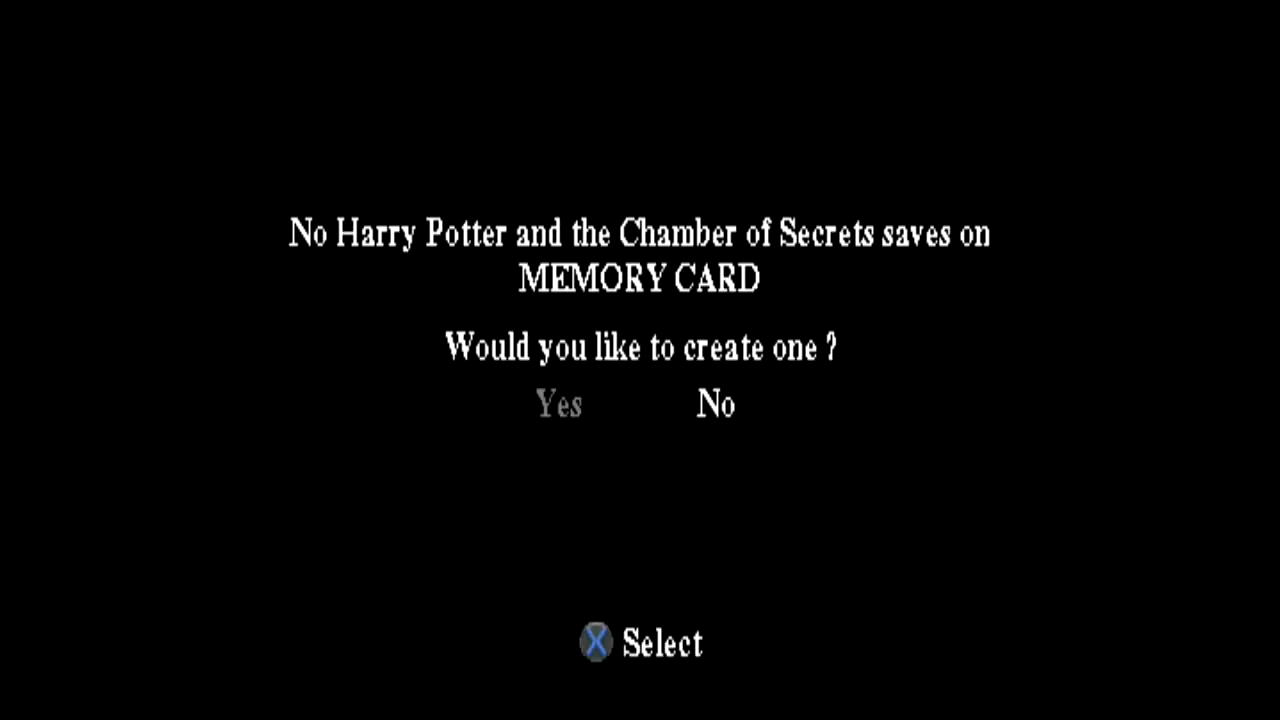 No Harry Potter and the Chamber of Secrets saves on
MEMORY CARD
Would you like to create one ?
Yes No
X Select